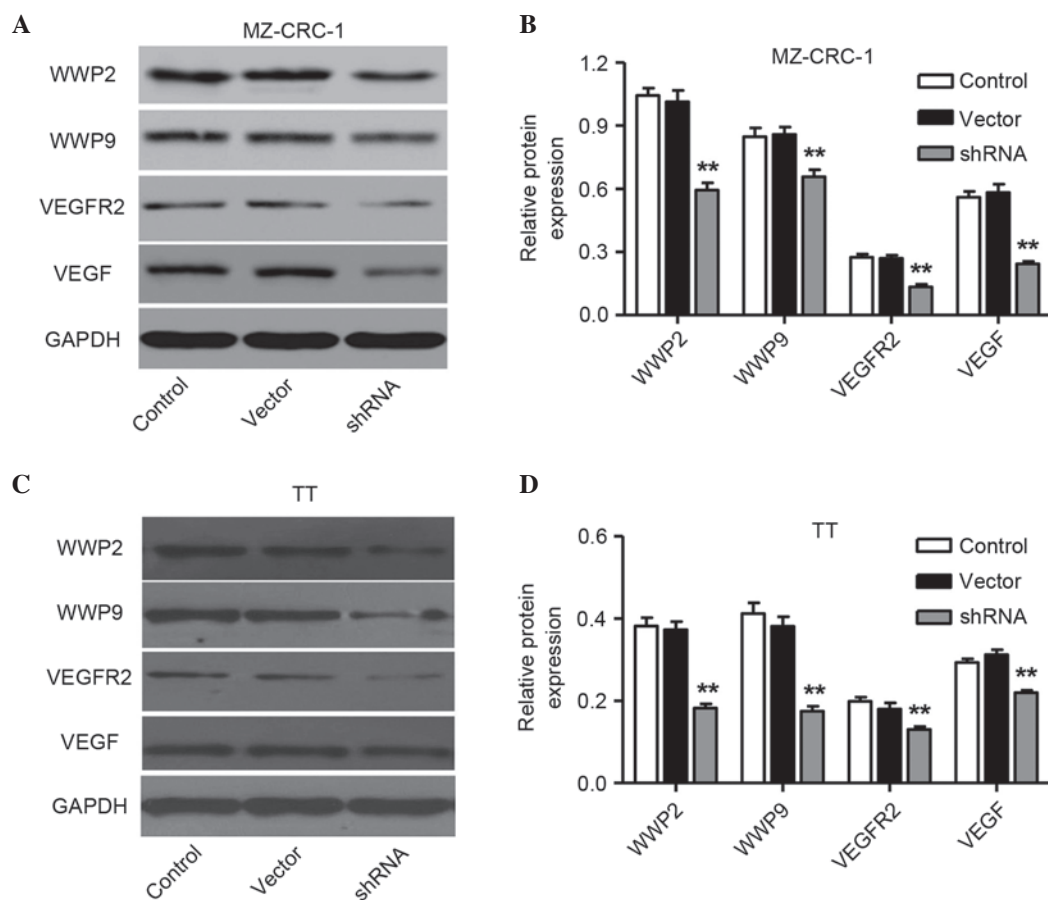 A
MZ-CRC-1
WWP2
WWP9
VEGFR2
VEGF
GAPDH
Control
Vector
shRNA
B
MZ-CRC-1
Relative protein
expression
1.2
0.9
0.6
0.3
0.0
Control
Vector
shRNA
**
**
**
**
WWP2
WWP9
VEGFR2
VEGF
C
TT
WWP2
WWP9
VEGFR2
VEGF
GAPDH
Control
Vector
shRNA
D
TT
Relative protein
expression
0.6
0.4
0.2
0.0
Control
Vector
shRNA
**
**
**
**
WWP2
WWP9
VEGFR2
VEGF